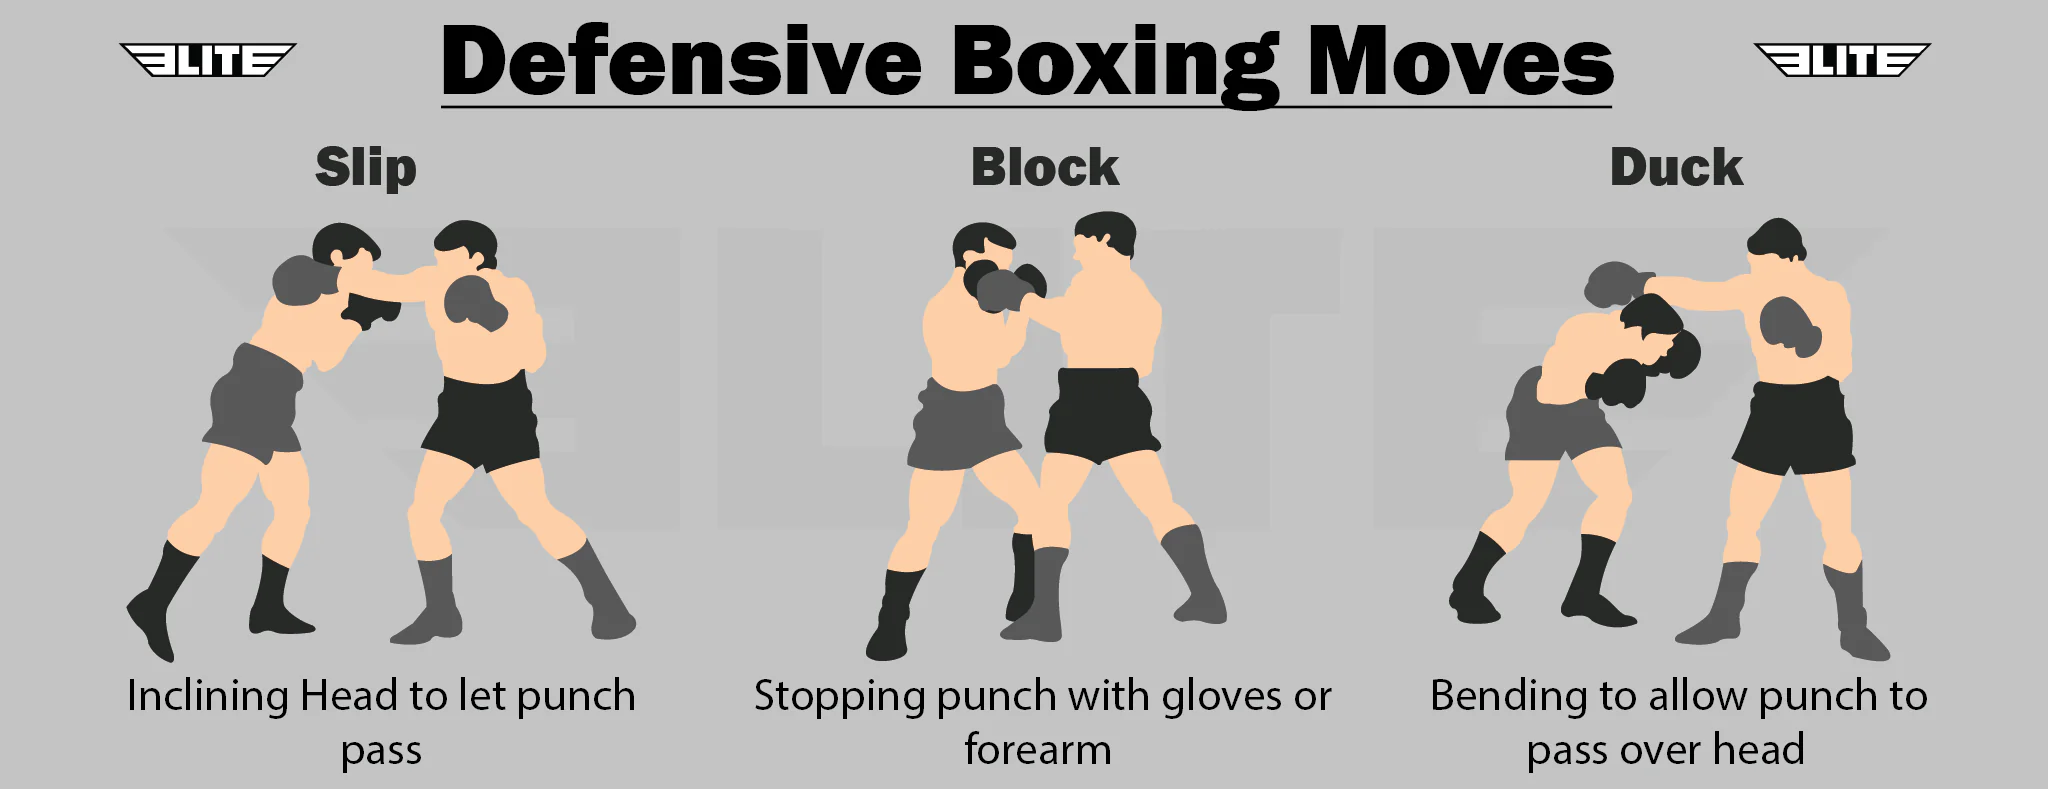 ELITE
Defensive Boxing Moves
ELITE
Slip
Block
Duck
ELITE
Inclining Head to let punch
pass
Stopping punch with gloves or
forearm
Bending to allow punch to
pass over head